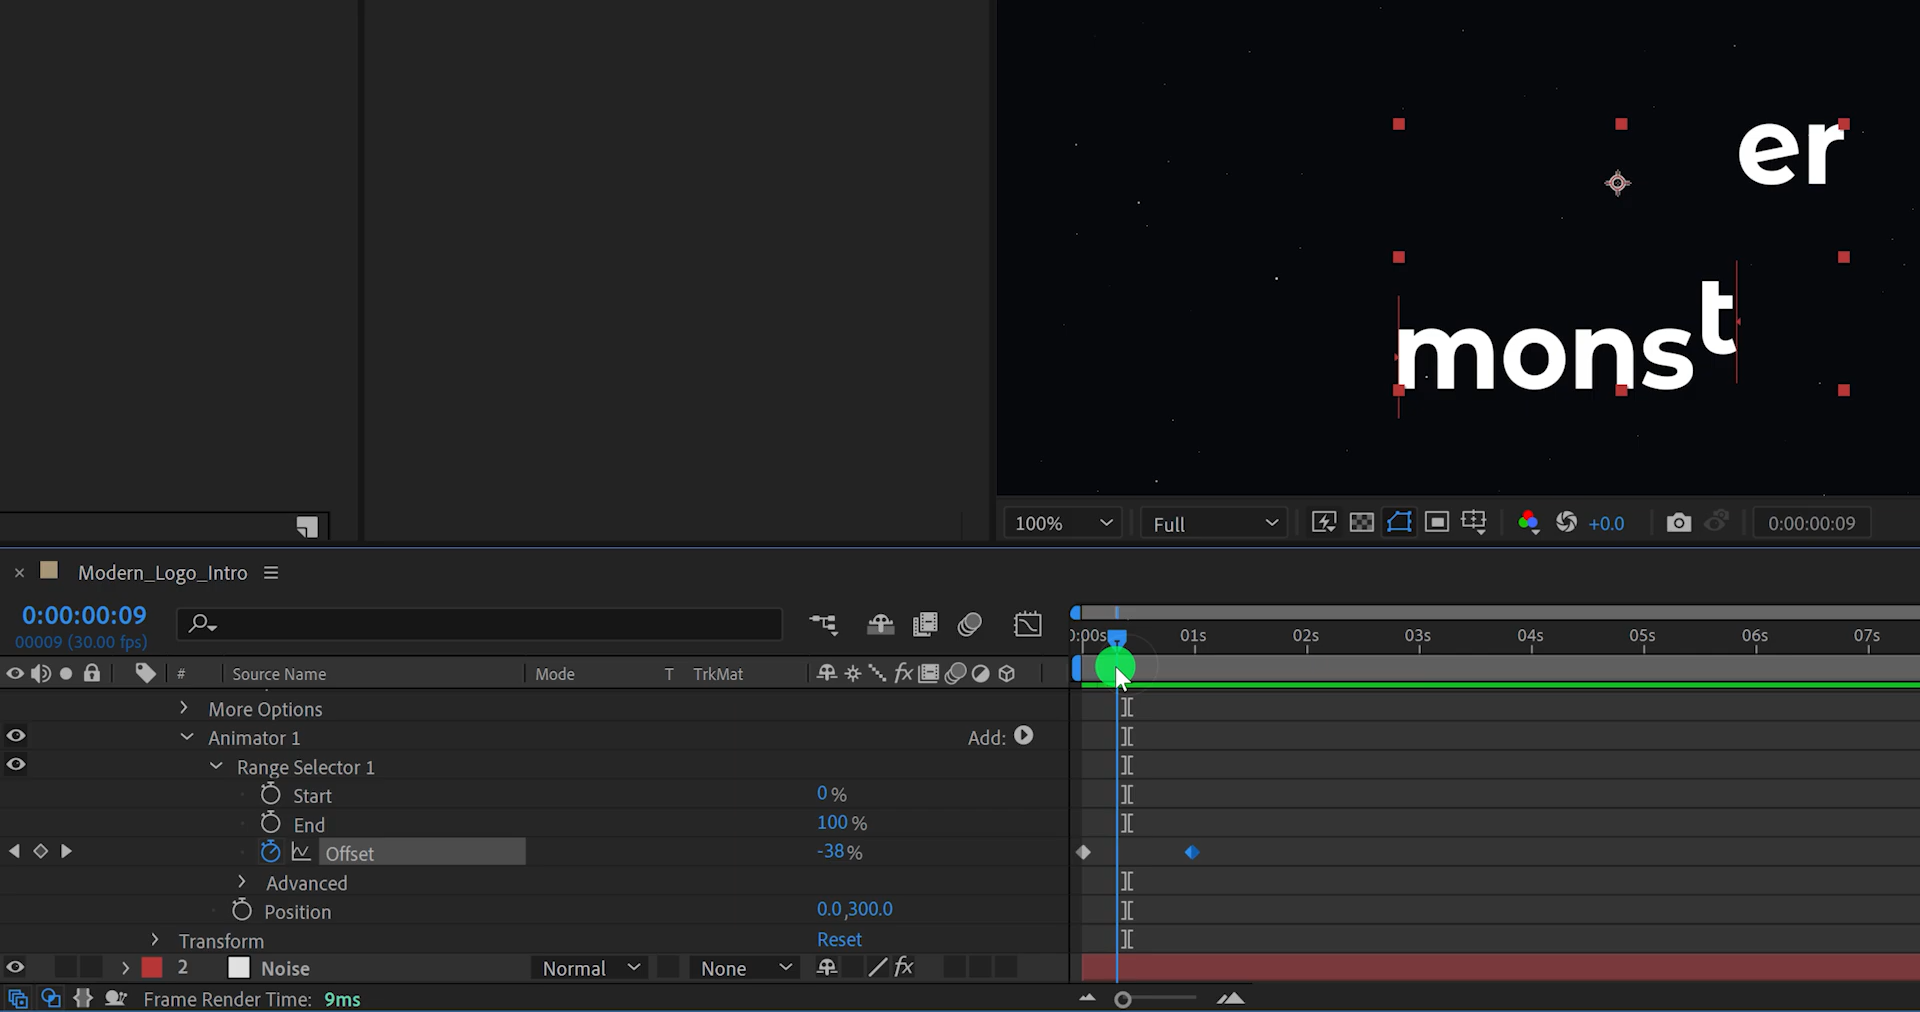 er
monst
100%
Full
+0.0
0:00:00:09
Modern_Logo_Intro
0:00:00:09
00009 (30.00 fps)
0:00s 01s 02s 03s 04s 05s 06s 07s
# Source Name Mode T TrkMat
fx
More Options
Animator 1 Add:
Range Selector 1
Start 0%
End 100%
Offset -38%
Advanced
Position 0.0,300.0
Transform Reset
2 Noise Normal None fx
Frame Render Time: 9ms